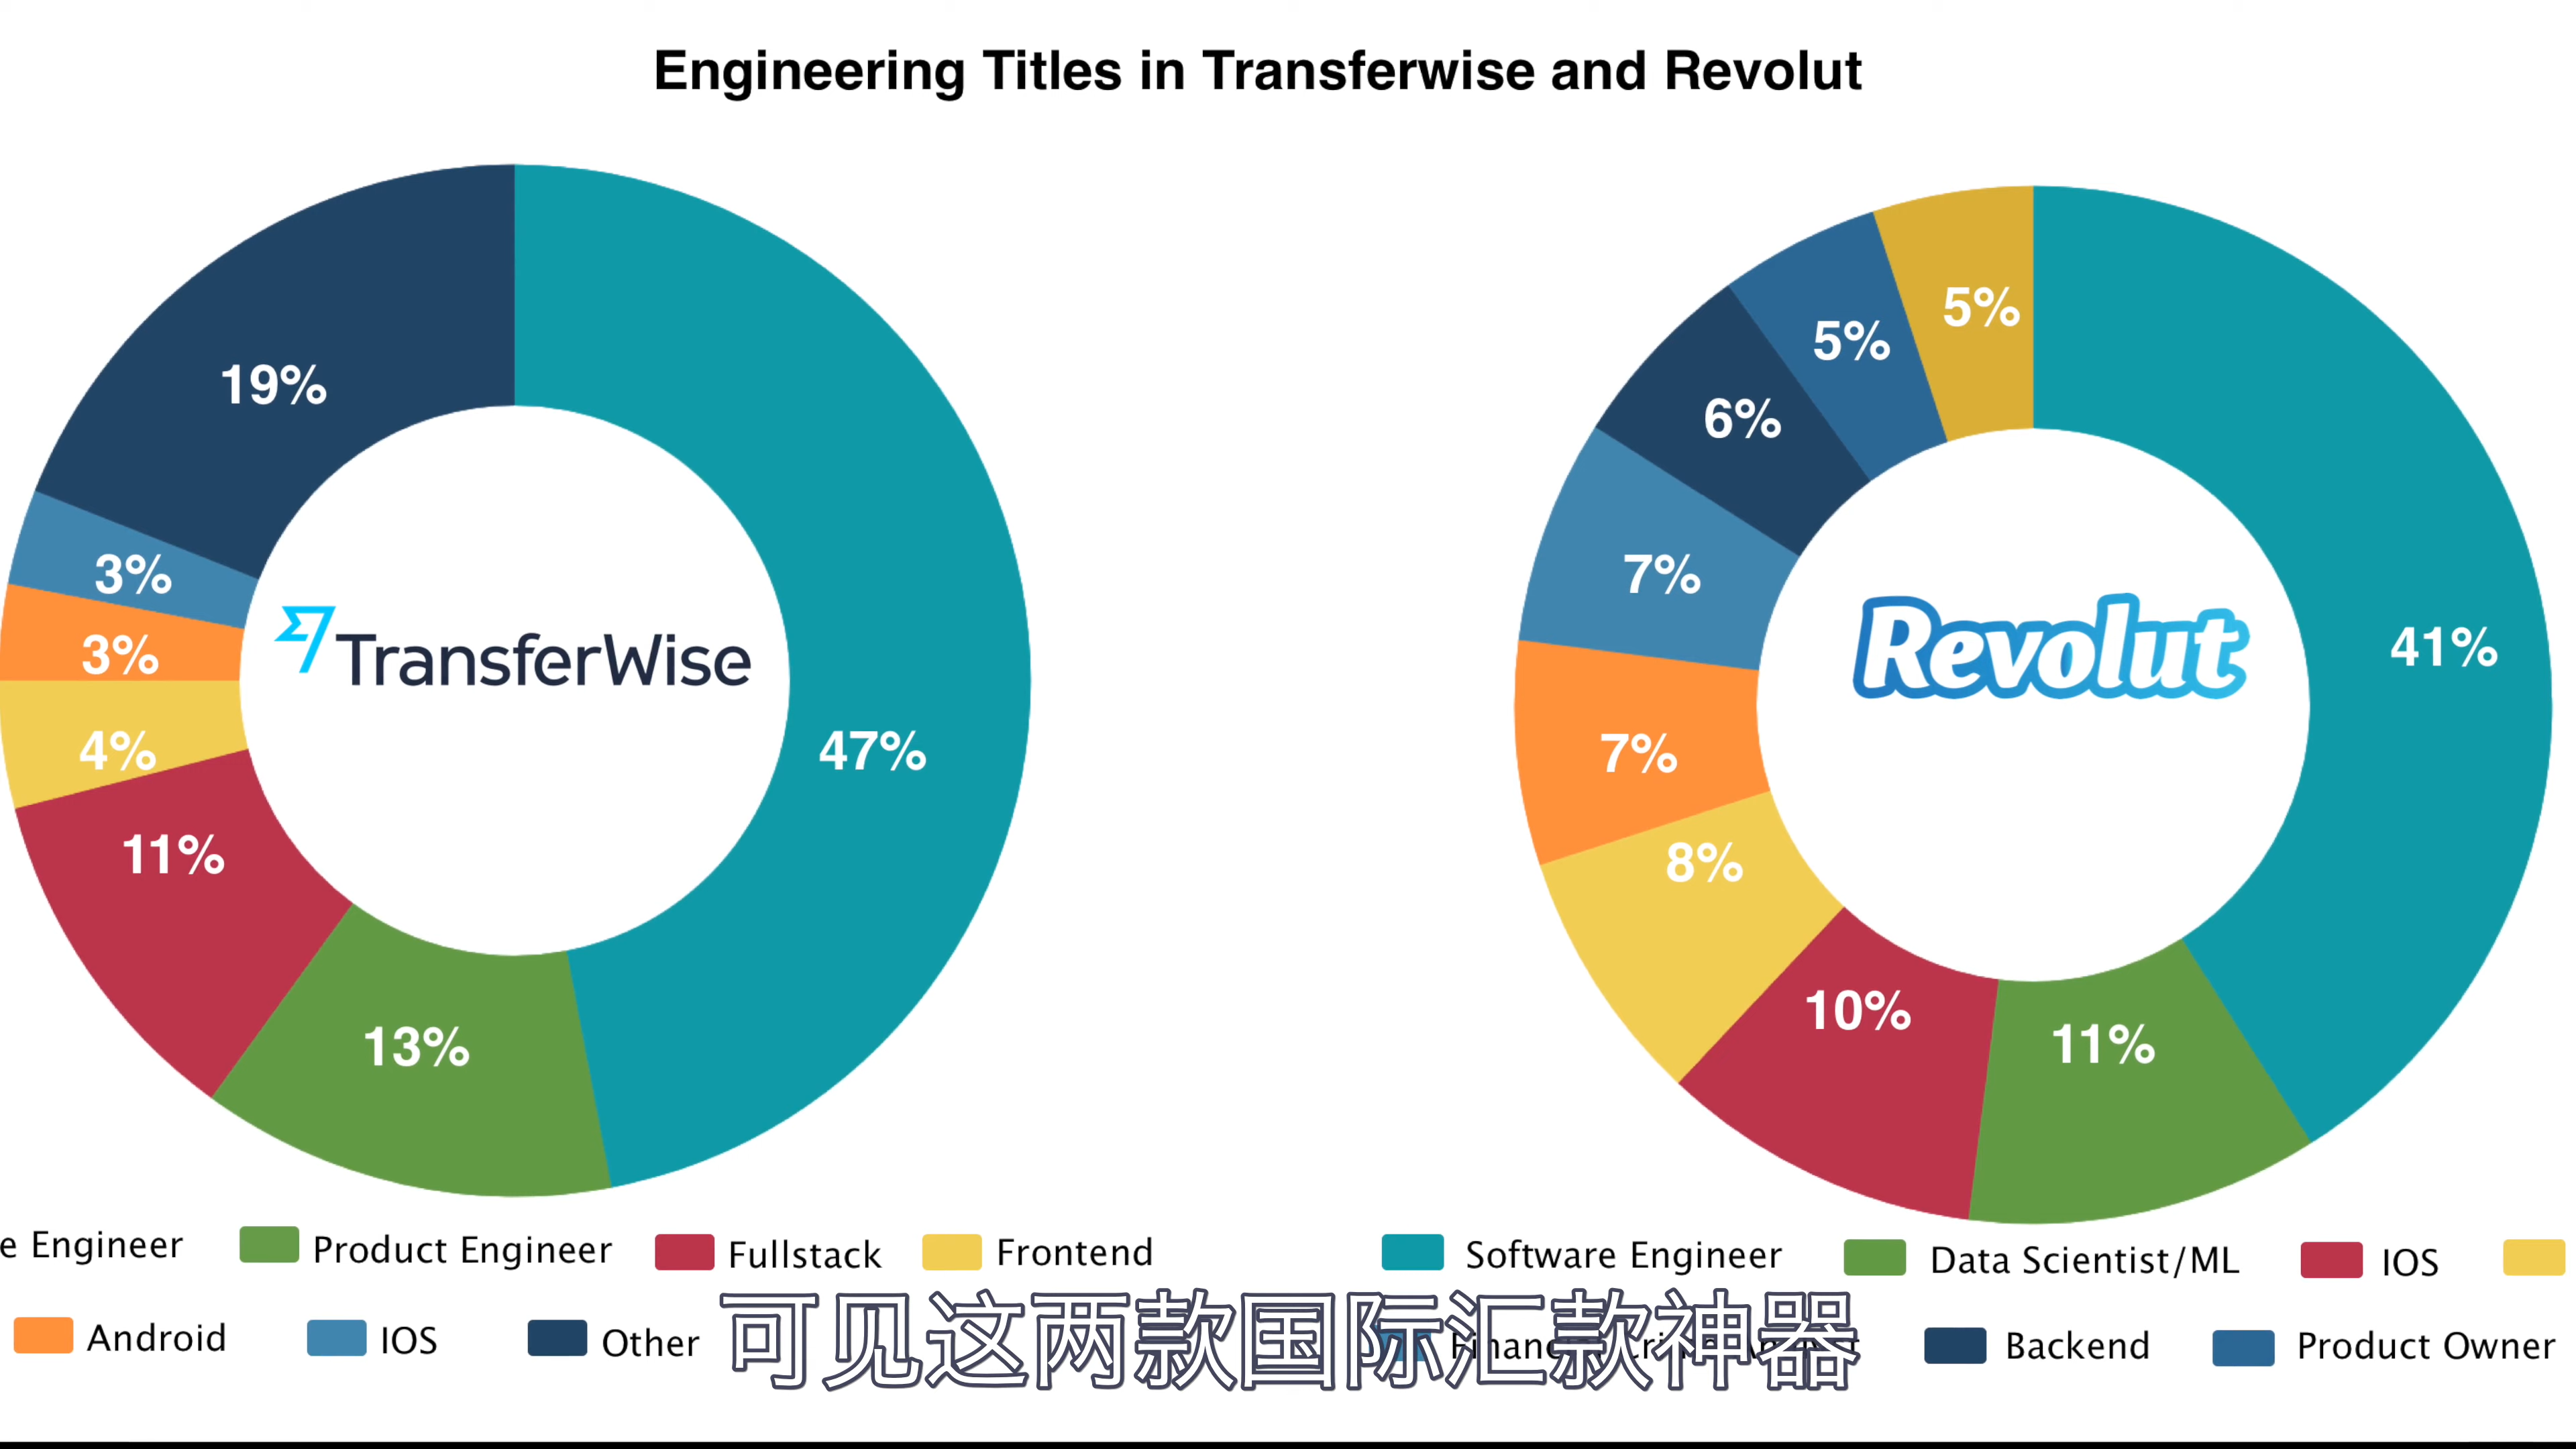 Engineering Titles in Transferwise and Revolut
19%
3%
3%
4%
11%
13%
47%
TransferWise
5%
5%
6%
7%
7%
8%
10%
11%
41%
Revolut
Engineer
Product Engineer
Fullstack
Frontend
Android
IOS
Other
Software Engineer
Data Scientist/ML
IOS
Backend
Product Owner
可见这两款国际汇款神器